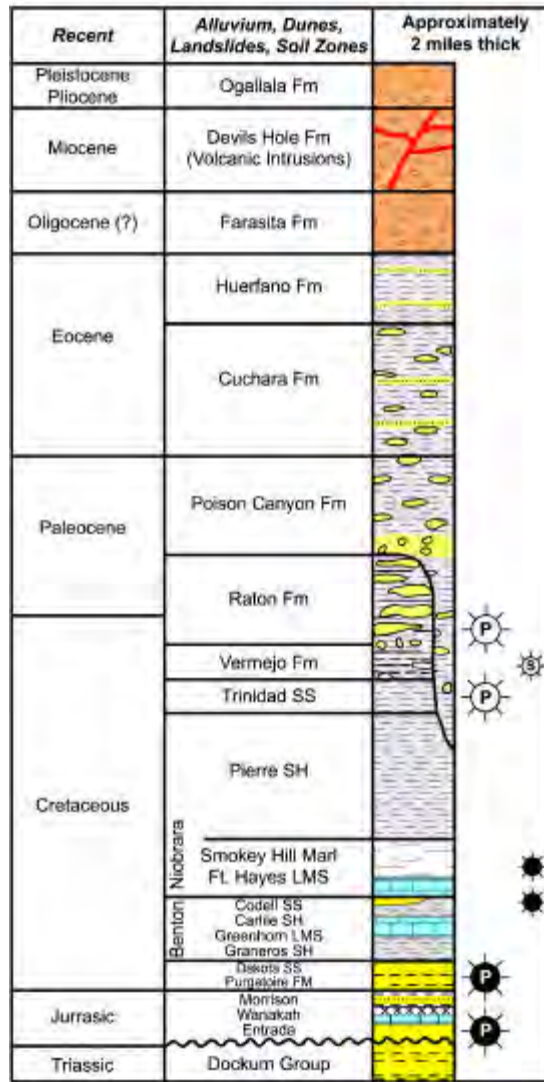 Recent
Alluvium, Dunes,
Landslides, Soil Zones
Approximately
2 miles thick
Pleistocene
Pliocene
Ogallala Fm
Miocene
Devils Hole Fm
(Volcanic Intrusions)
Oligocene (?)
Farasita Fm
Eocene
Huerfano Fm
Cuchara Fm
Paleocene
Poison Canyon Fm
Raton Fm
P
Vermejo Fm
S
Trinidad SS
P
Cretaceous
Pierre SH
Niobrara
Smokey Hill Marl
Ft. Hayes LMS
Benton
Codell SS
Carlile SH
Greenhorn LMS
Graneros SH
Dakota SS
Purgatoire FM
P
Jurrasic
Morrison
Wanakah
Entrada
P
Triassic
Dockum Group